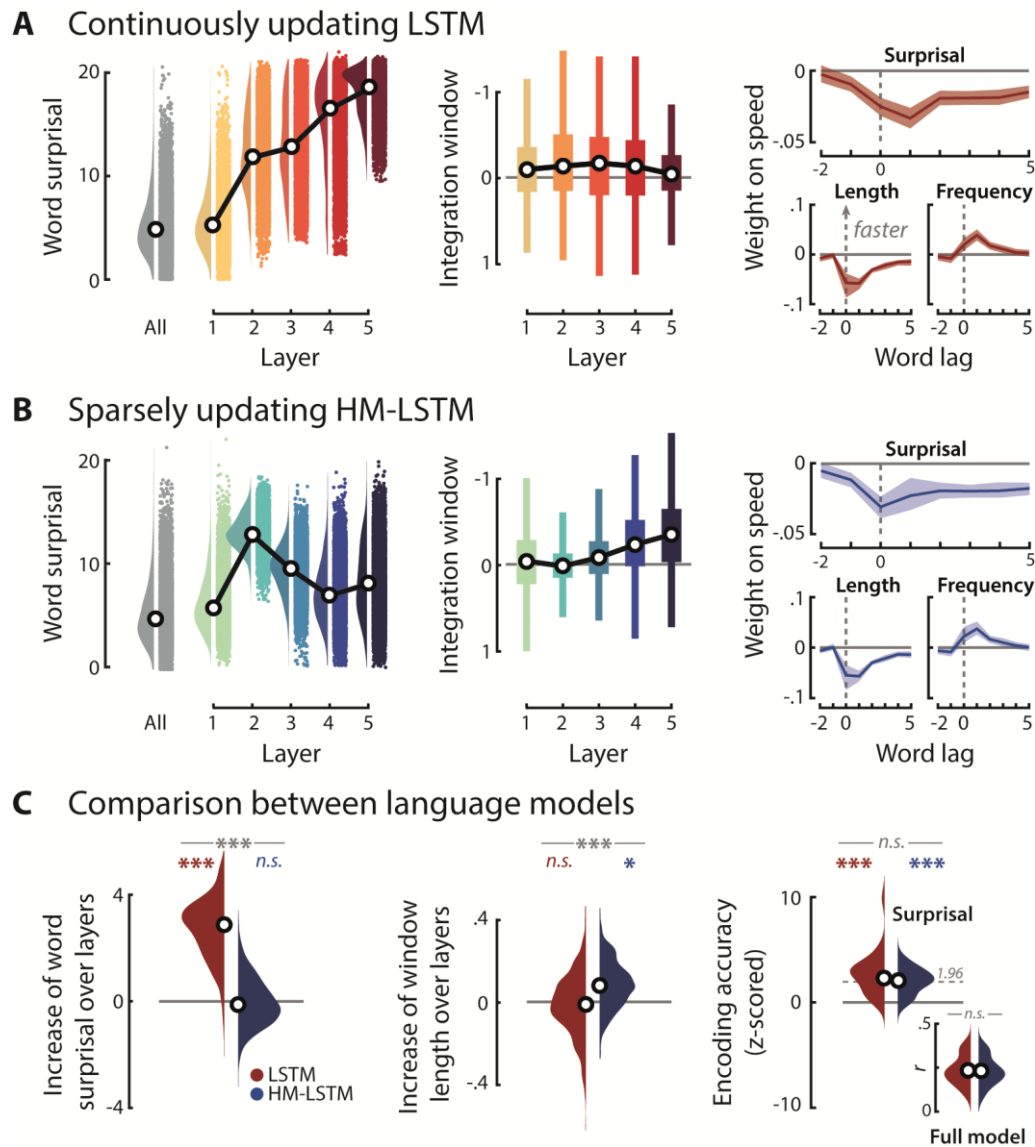 A Continuously updating LSTM
Word surprisal
20
10
0
All
1 2 3 4 5
Layer
Integration window
-1
0
1
1 2 3 4 5
Layer
Weight on speed
Surprisal
0
-.05
-2 0 5
Length
.1
0
-.1
faster
-2 0 5
Frequency
-2 0 5
Word lag
B Sparsely updating HM-LSTM
Word surprisal
20
10
0
All
1 2 3 4 5
Layer
Integration window
-1
0
1
1 2 3 4 5
Layer
Weight on speed
Surprisal
0
-.05
-2 0 5
Length
.1
0
-.1
-2 0 5
Frequency
-2 0 5
Word lag
C Comparison between language models
Increase of word
surprisal over layers
***
*** n.s.
4
0
-4
LSTM
HM-LSTM
Increase of window
length over layers
***
n.s. *
.4
0
-.4
Encoding accuracy
(z-scored)
n.s.
*** ***
10
0
-10
Surprisal
1.96
n.s.
.5
r
0
Full model